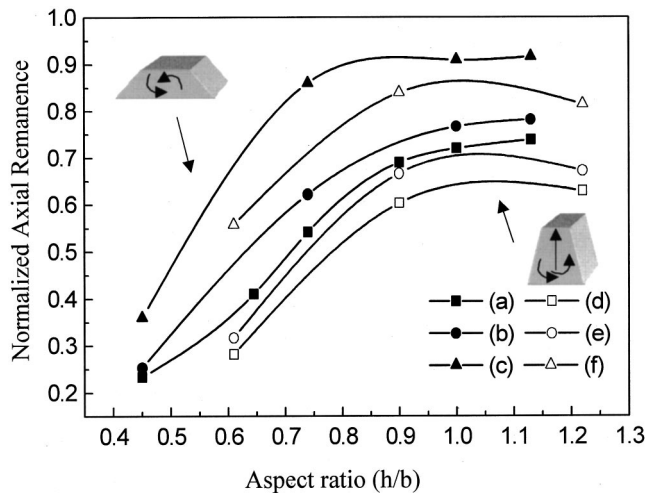 Normalized Axial Remanence
1.0
0.9
0.8
0.7
0.6
0.5
0.4
0.3
0.2
(a) (d)
(b) (e)
(c) (f)
0.4 0.5 0.6 0.7 0.8 0.9 1.0 1.1 1.2 1.3
Aspect ratio (h/b)